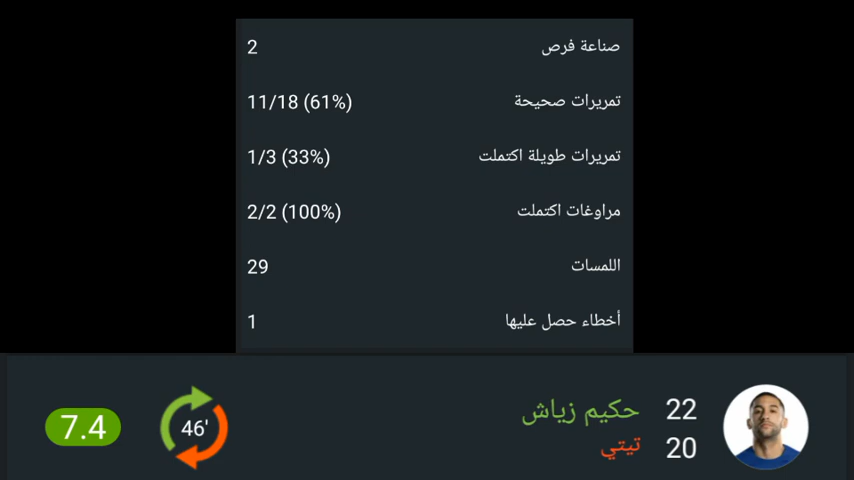 صناعة فرص 2
تمريرات صحيحة 11/18 (61%)
تمريرات طويلة اكتملت 1/3 (33%)
مراوغات اكتملت 2/2 (100%)
اللمسات 29
أخطاء حصل عليها 1
22 حكيم زياش
20 تيتي
46'
7.4